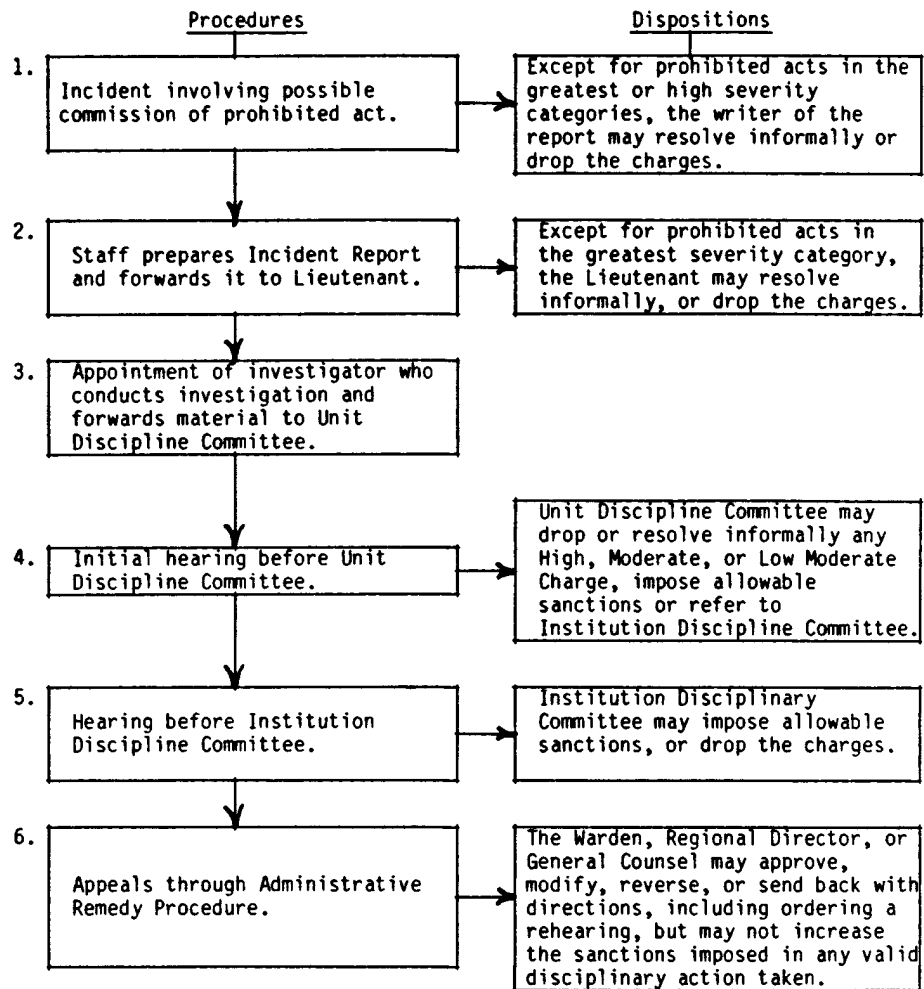 Procedures
Dispositions
1.
Incident involving possible
commission of prohibited act.
Except for prohibited acts in the
greatest or high severity
categories, the writer of the
report may resolve informally or
drop the charges.
2.
Staff prepares Incident Report
and forwards it to Lieutenant.
Except for prohibited acts in
the greatest severity category,
the Lieutenant may resolve
informally, or drop the charges.
3.
Appointment of investigator who
conducts investigation and
forwards material to Unit
Discipline Committee.
4.
Initial hearing before Unit
Discipline Committee.
Unit Discipline Committee may
drop or resolve informally any
High, Moderate, or Low Moderate
Charge, impose allowable
sanctions or refer to
Institution Discipline Committee.
5.
Hearing before Institution
Discipline Committee.
Institution Disciplinary
Committee may impose allowable
sanctions, or drop the charges.
6.
Appeals through Administrative
Remedy Procedure.
The Warden, Regional Director, or
General Counsel may approve,
modify, reverse, or send back with
directions, including ordering a
rehearing, but may not increase
the sanctions imposed in any valid
disciplinary action taken.